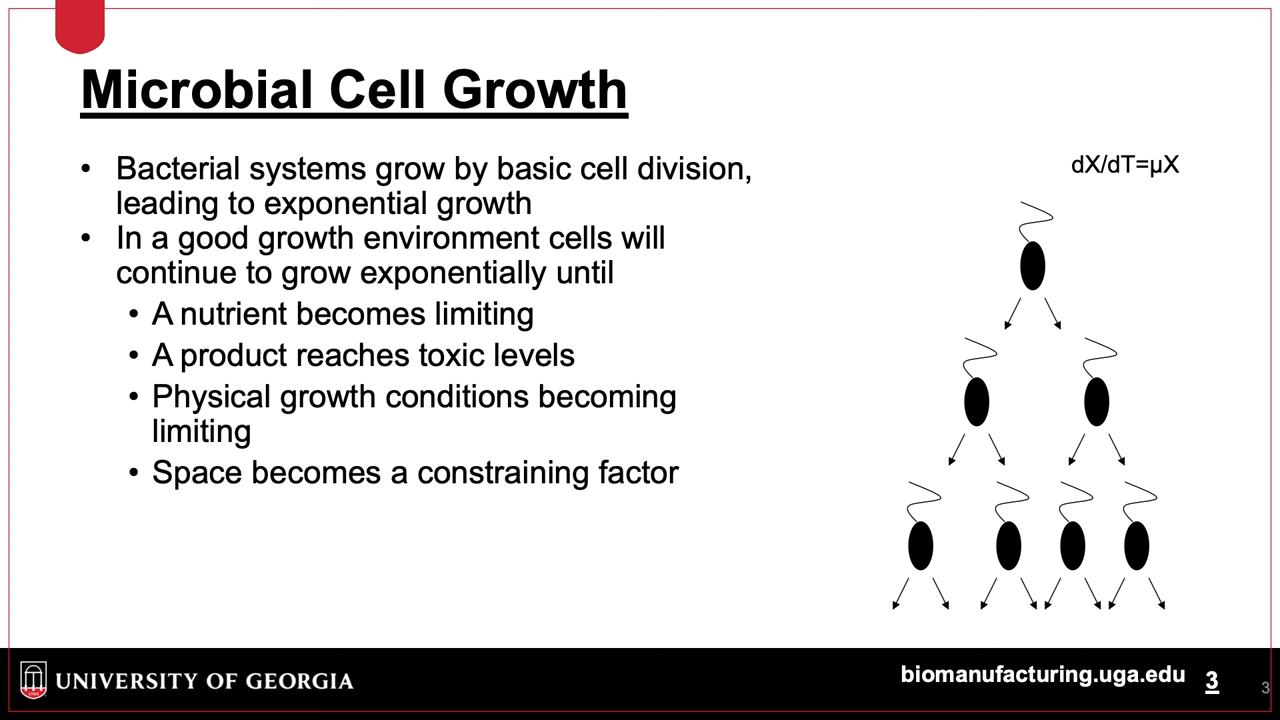 Microbial Cell Growth
• Bacterial systems grow by basic cell division,
leading to exponential growth
• In a good growth environment cells will
continue to grow exponentially until
• A nutrient becomes limiting
• A product reaches toxic levels
• Physical growth conditions becoming
limiting
• Space becomes a constraining factor
dX/dT=µX
UNIVERSITY OF GEORGIA
biomanufacturing.uga.edu
3
3